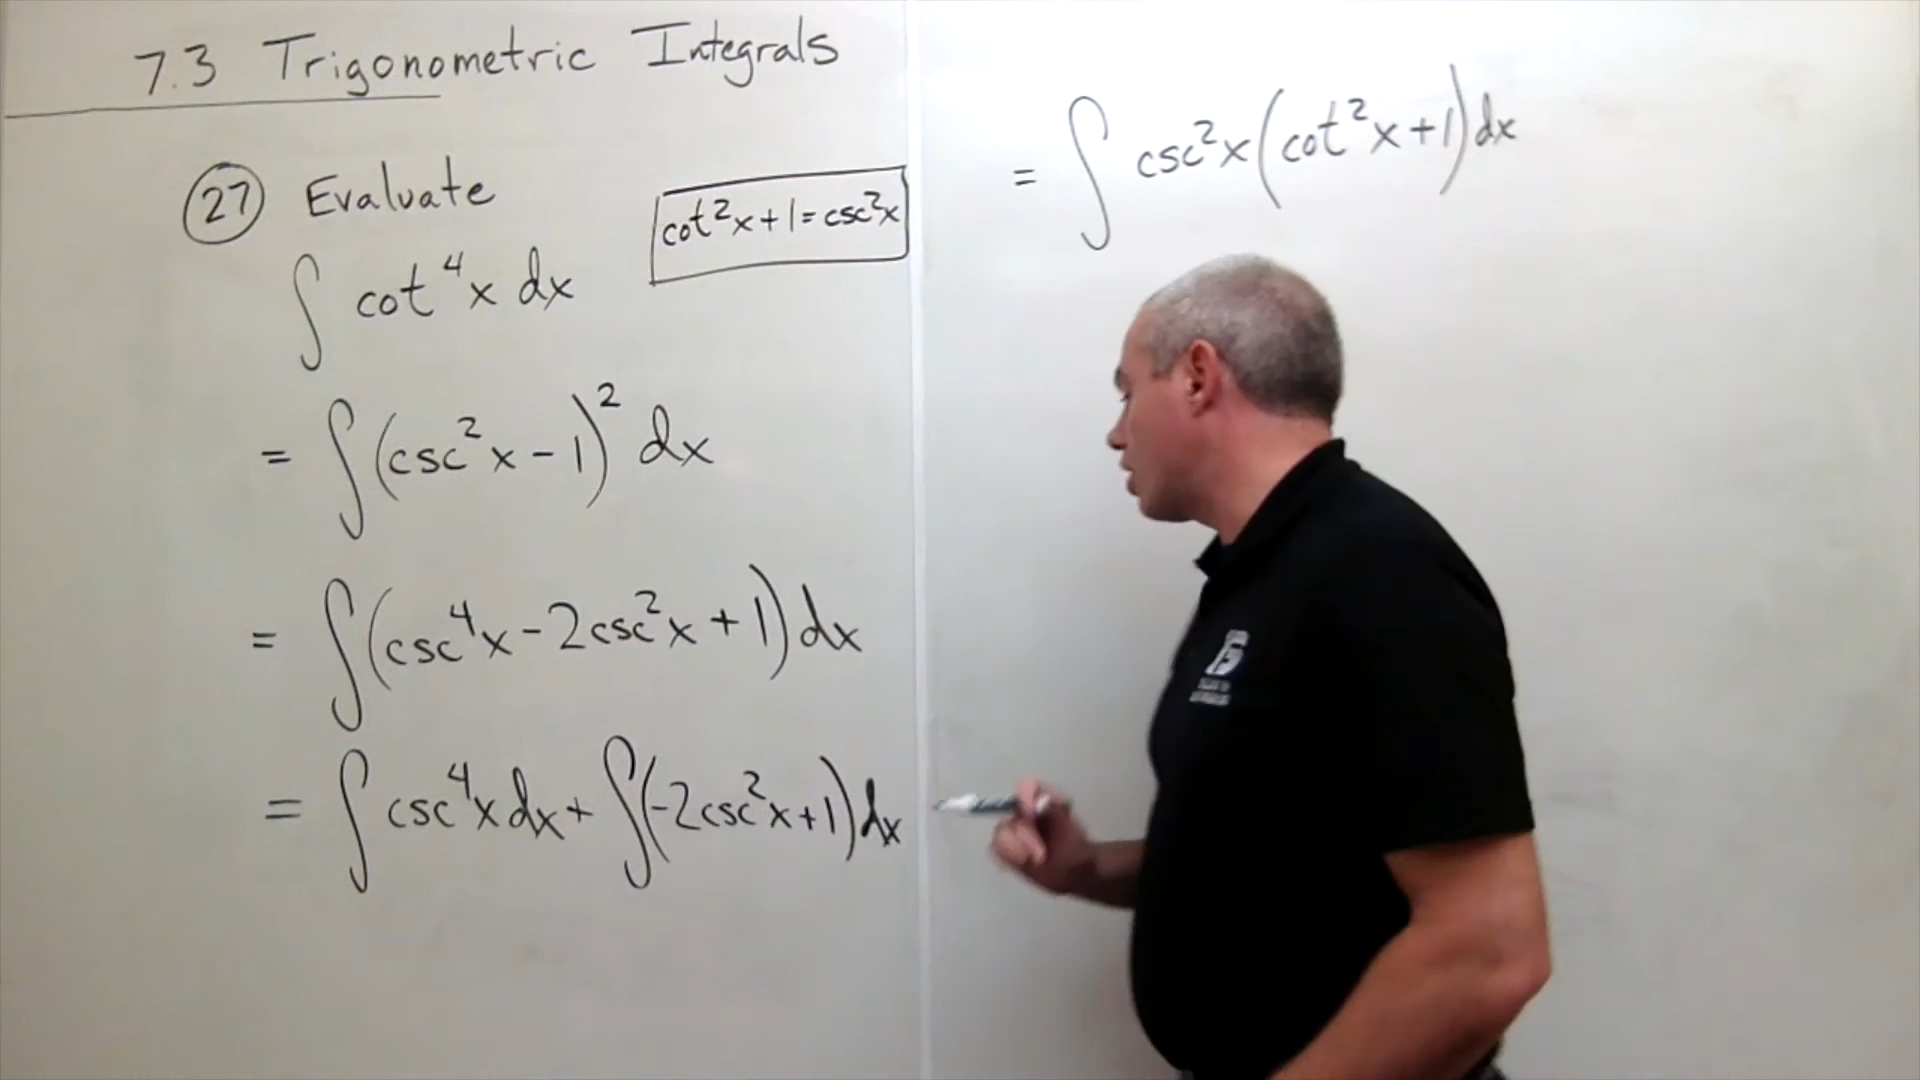 7.3 Trigonometric Integrals
27 Evaluate
cot²x+1=csc²x
∫ cot⁴x dx
= ∫(csc²x-1)² dx
= ∫(csc⁴x-2csc²x+1)dx
= ∫csc⁴x dx+∫(-2csc²x+1)dx
= ∫ csc²x(cot²x+1)dx